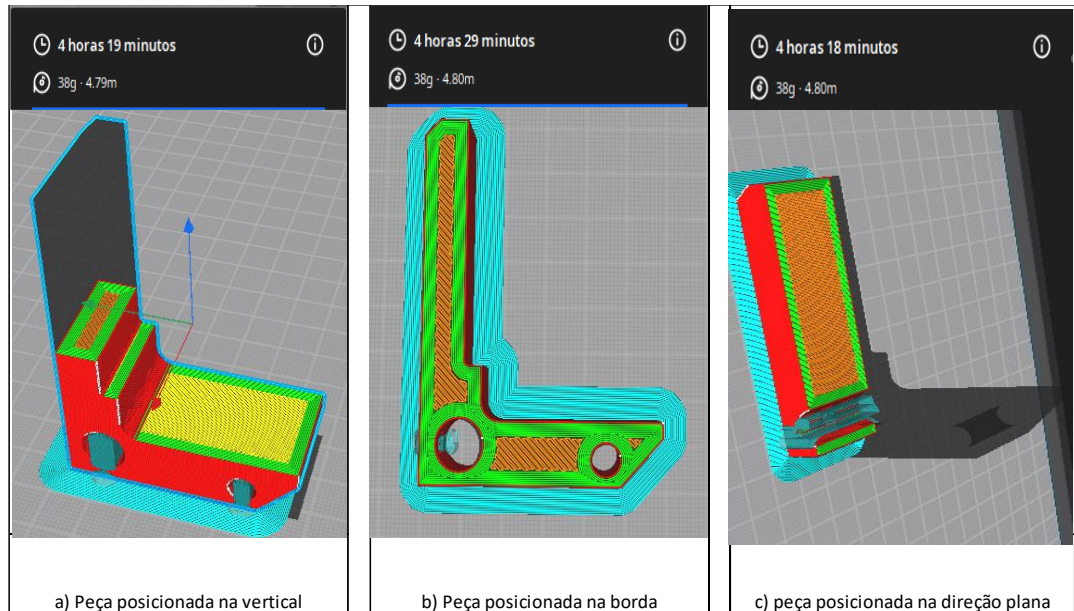 4 horas 19 minutos
38g · 4.79m
4 horas 29 minutos
38g · 4.80m
4 horas 18 minutos
38g · 4.80m
a) Peça posicionada na vertical
b) Peça posicionada na borda
c) peça posicionada na direção plana